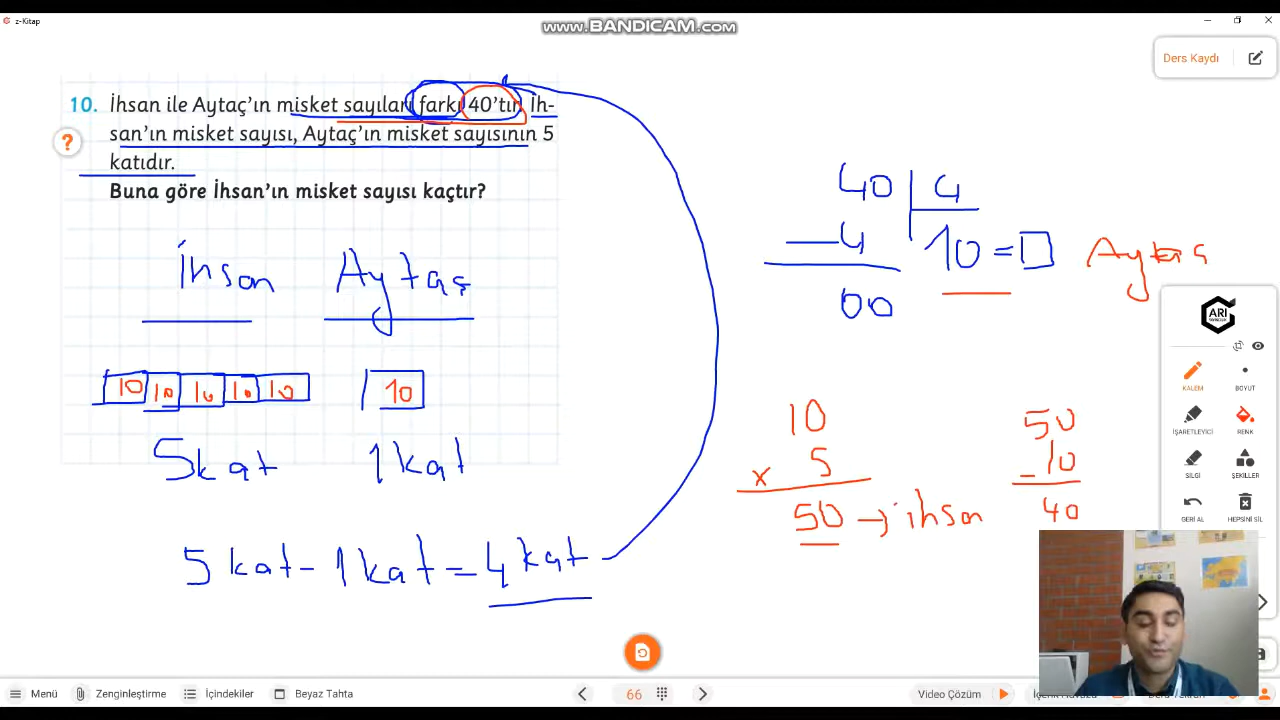 z-Kitap
www.BANDICAM.com
Ders Kaydı
10. İhsan ile Aytaç'ın misket sayıları farkı 40'tır. İh-
san'ın misket sayısı, Aytaç'ın misket sayısının 5
katıdır.
Buna göre İhsan'ın misket sayısı kaçtır?
?
İhsan Aytaç
10 10 10 10 10 10
5kat 1kat
5 kat - 1kat = 4 kat
40 4
4 10 = □ Aytaç
00
10
x 5
50 → ihsan
50
- 10
40
ARI
KALEM BOYUT
İŞARETLEYİCİ RENK
SİLGİ ŞEKİLLER
GERİ AL HEPSİNİ SİL
Menü Zenginleştirme İçindekiler Beyaz Tahta 66 Video Çözüm